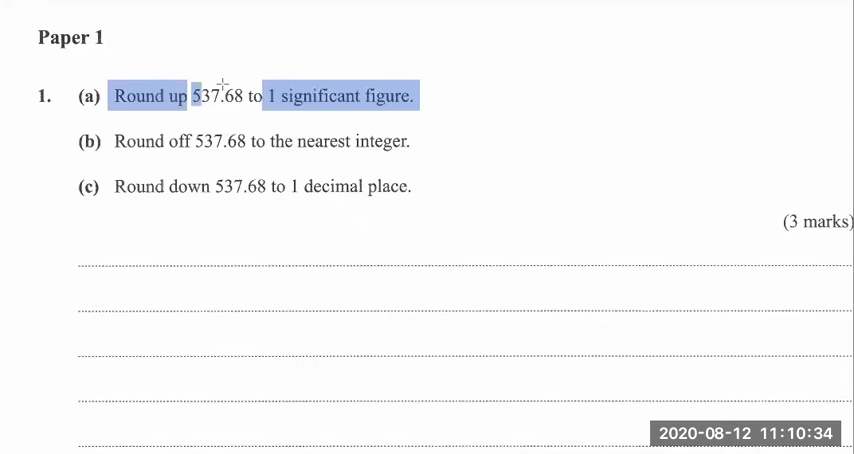 Paper 1
1. (a) Round up 537.68 to 1 significant figure.
(b) Round off 537.68 to the nearest integer.
(c) Round down 537.68 to 1 decimal place.
(3 marks)
2020-08-12 11:10:34